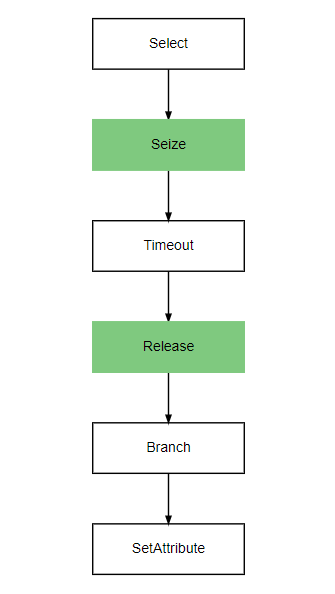 Select
Seize
Timeout
Release
Branch
SetAttribute